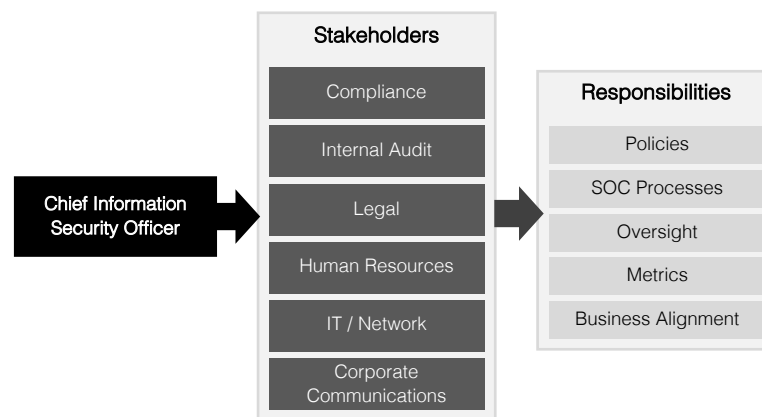 Stakeholders
Compliance
Internal Audit
Legal
Human Resources
IT / Network
Corporate
Communications
Chief Information
Security Officer
Responsibilities
Policies
SOC Processes
Oversight
Metrics
Business Alignment